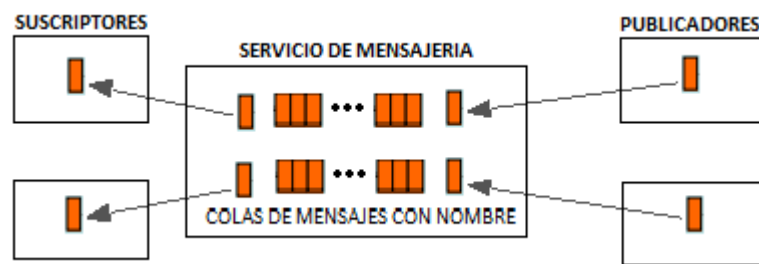 SUSCRIPTORES
PUBLICADORES
SERVICIO DE MENSAJERIA
COLAS DE MENSAJES CON NOMBRE